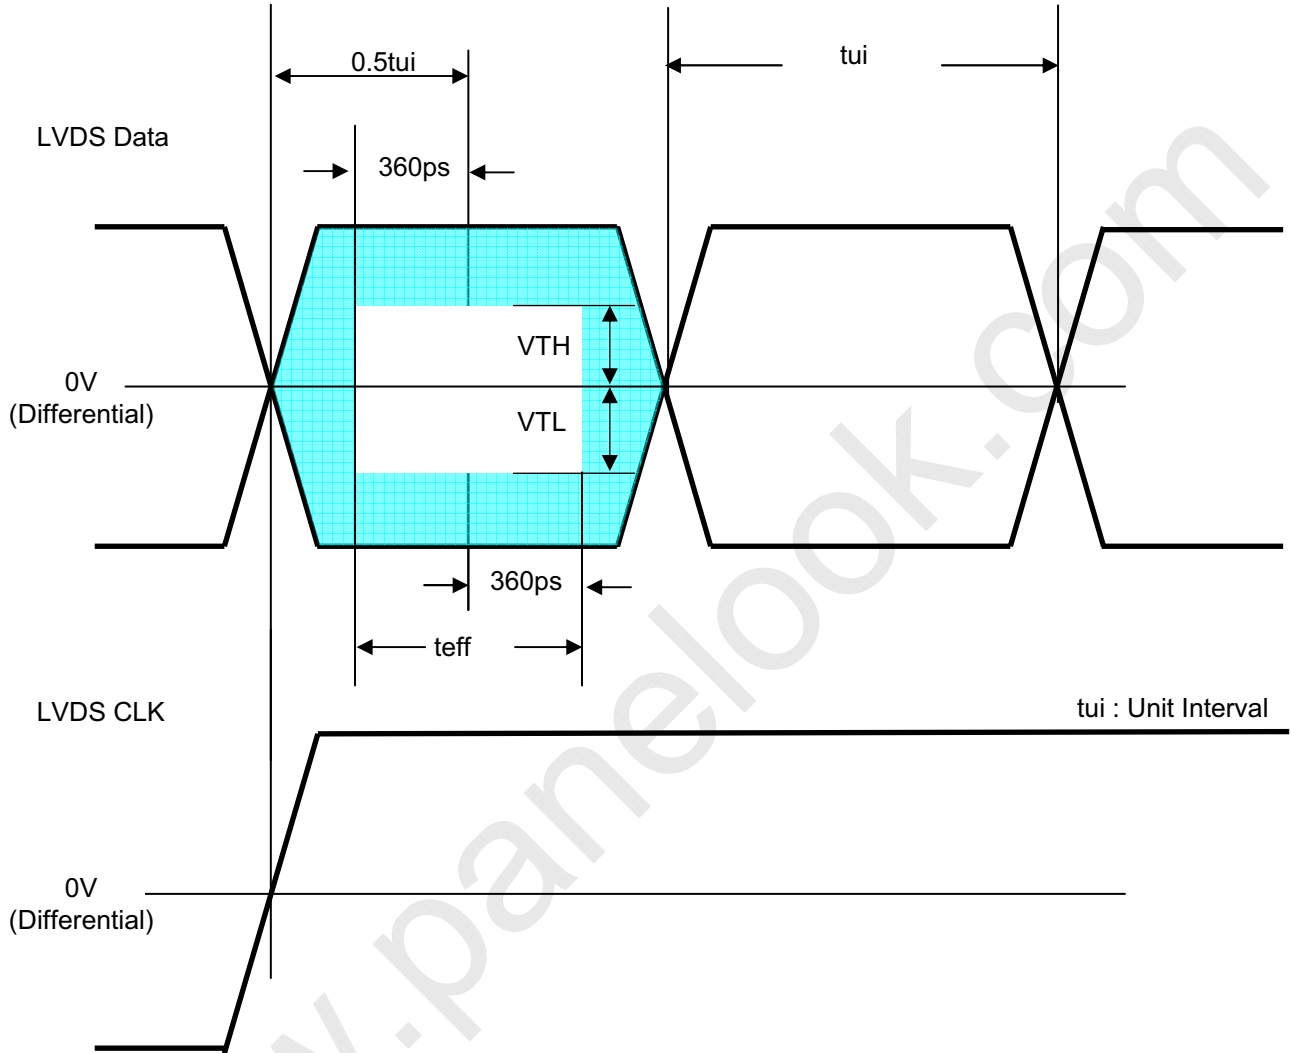 0.5tui
tui
LVDS Data
360ps
VTH
0V
(Differential)
VTL
360ps
teff
LVDS CLK
tui : Unit Interval
0V
(Differential)
w.panelook.com